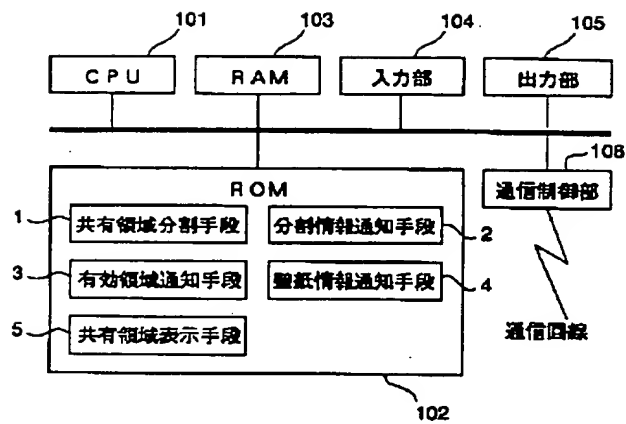 101
103
104
105
CPU
RAM
入力部
出力部
108
ROM
通信制御部
1
共有領域分割手段
分割情報通知手段
2
3
有効領域通知手段
壁紙情報通知手段
4
5
共有領域表示手段
通信回線
102